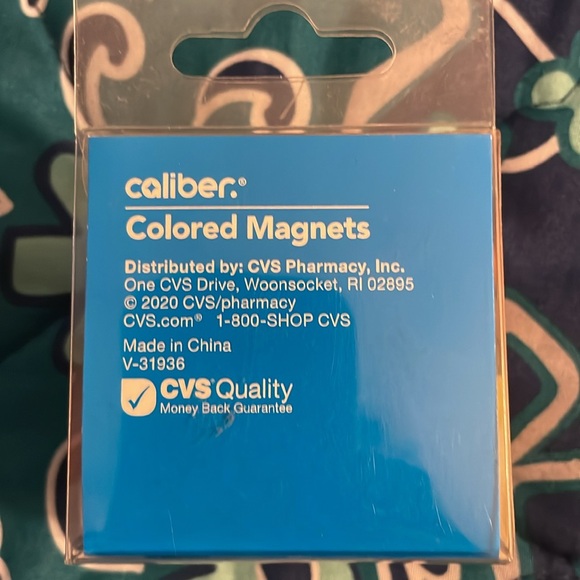 caliber.®
Colored Magnets
Distributed by: CVS Pharmacy, Inc.
One CVS Drive, Woonsocket, RI 02895
© 2020 CVS/pharmacy
CVS.com® 1-800-SHOP CVS
Made in China
V-31936
CVS® Quality
Money Back Guarantee